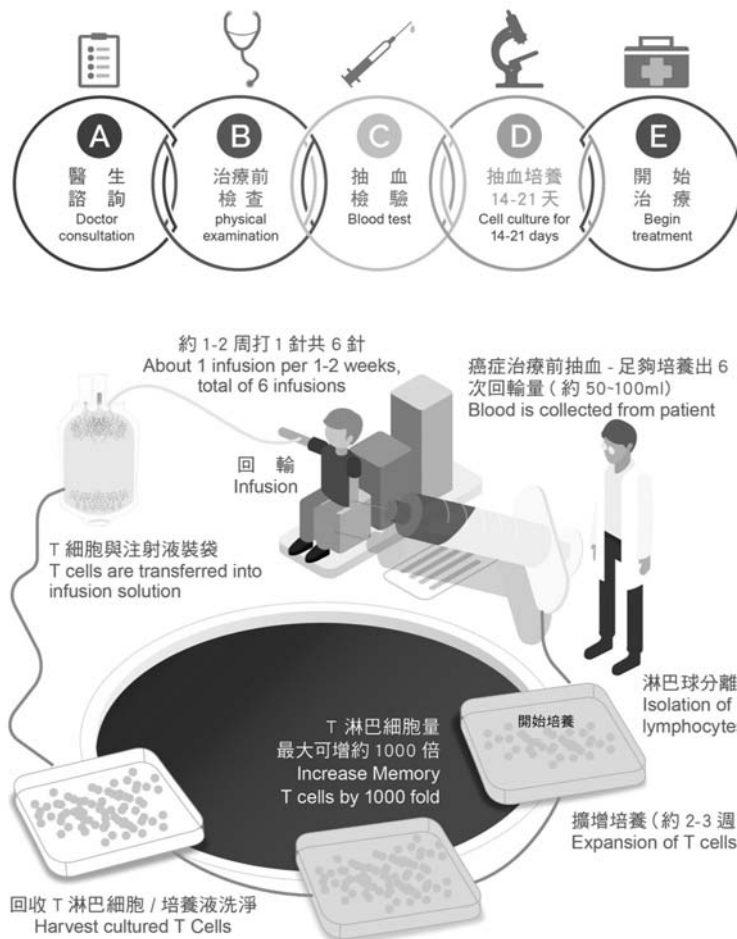 A
醫 生
諮 詢
Doctor
consultation
B
治療前
檢 查
physical
examination
C
抽 血
檢 驗
Blood test
D
抽血培養
14-21 天
Cell culture for
14-21 days
E
開 始
治 療
Begin
treatment
約 1-2 周打 1 針共 6 針
About 1 infusion per 1-2 weeks,
total of 6 infusions
癌症治療前抽血 - 足夠培養出 6
次回輸量 ( 約 50~100ml)
Blood is collected from patient
回 輸
Infusion
T 細胞與注射液裝袋
T cells are transferred into
infusion solution
淋巴球分離
Isolation of
lymphocytes
開始培養
T 淋巴細胞量
最大可增約 1000 倍
Increase Memory
T cells by 1000 fold
擴增培養 ( 約 2-3 週
Expansion of T cells
回收 T 淋巴細胞 / 培養液洗淨
Harvest cultured T Cells